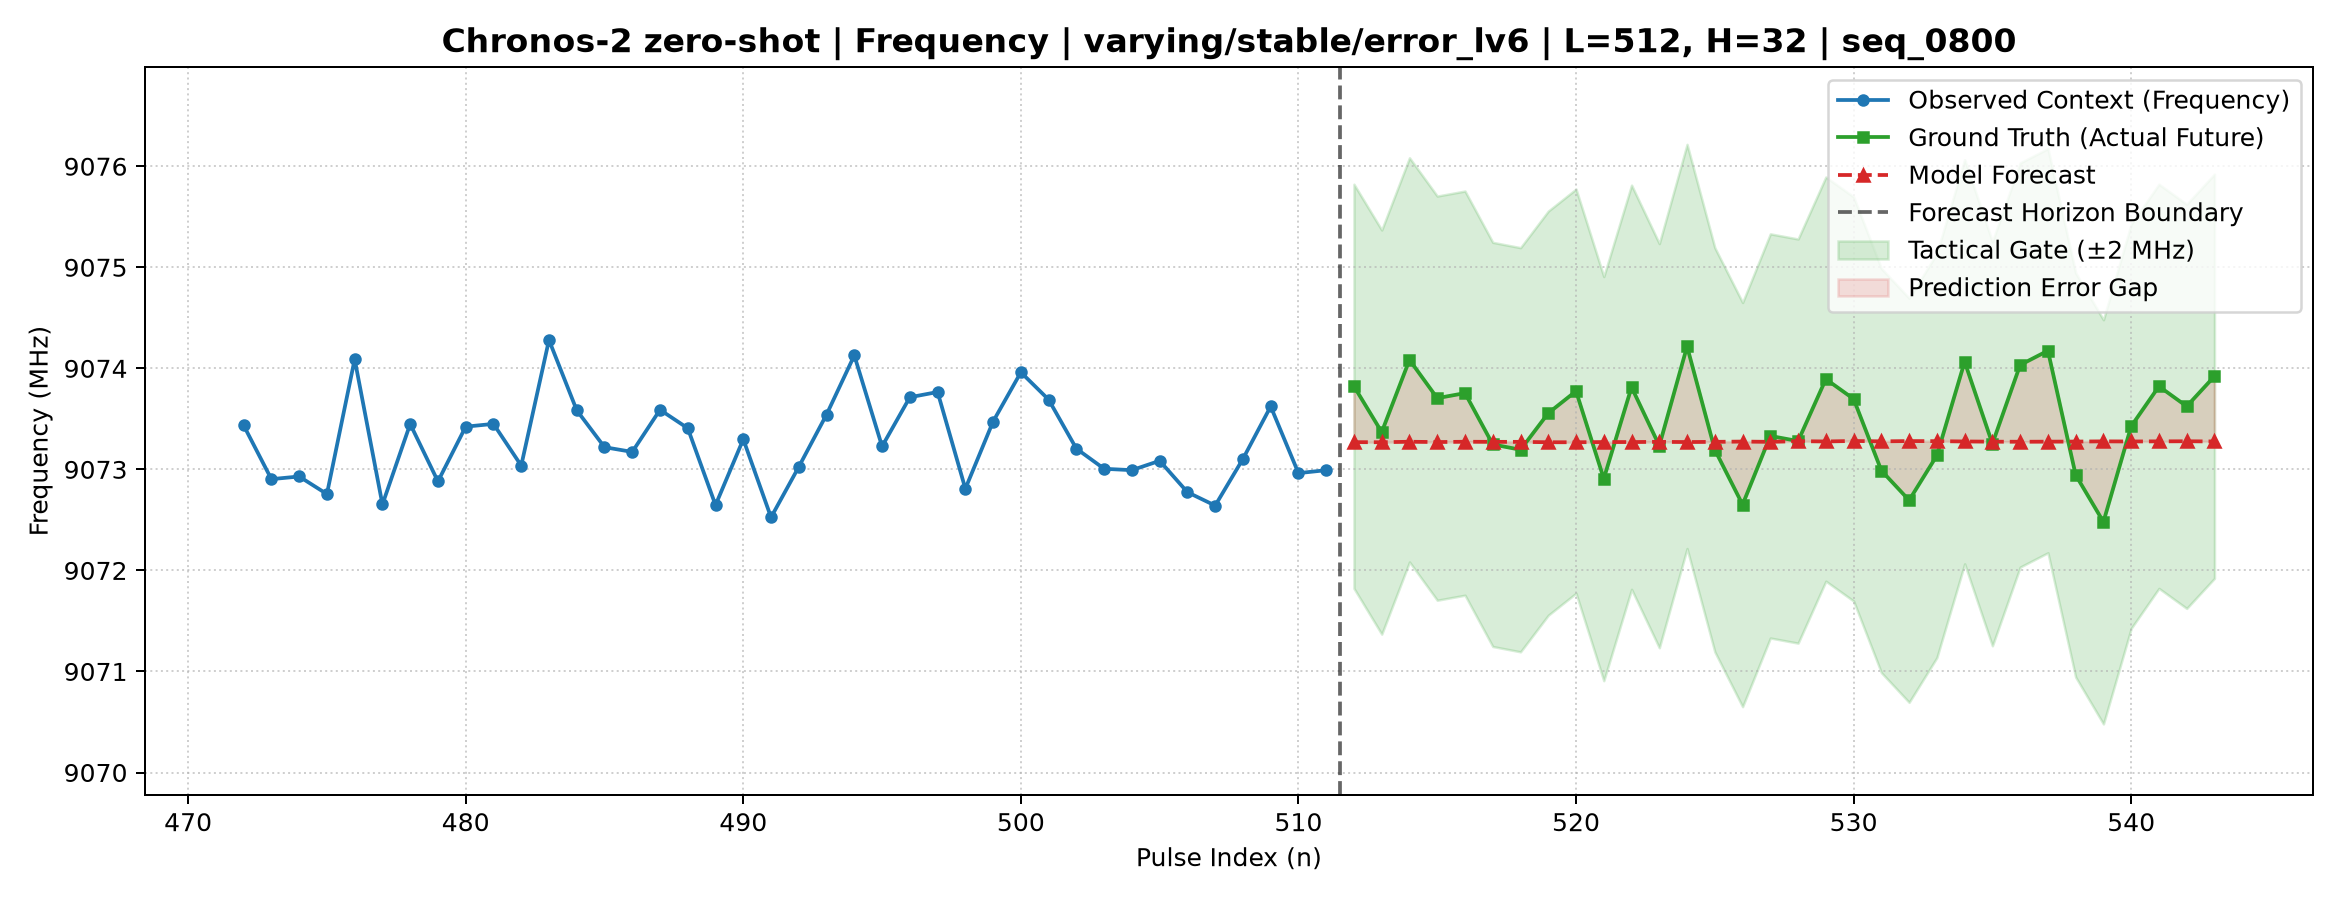 Chronos-2 zero-shot | Frequency | varying/stable/error_lv6 | L=512, H=32 | seq_0800
Observed Context (Frequency)
Ground Truth (Actual Future)
Model Forecast
Forecast Horizon Boundary
Tactical Gate (±2 MHz)
Prediction Error Gap
Frequency (MHz)
9076
9075
9074
9073
9072
9071
9070
470 480 490 500 510 520 530 540
Pulse Index (n)